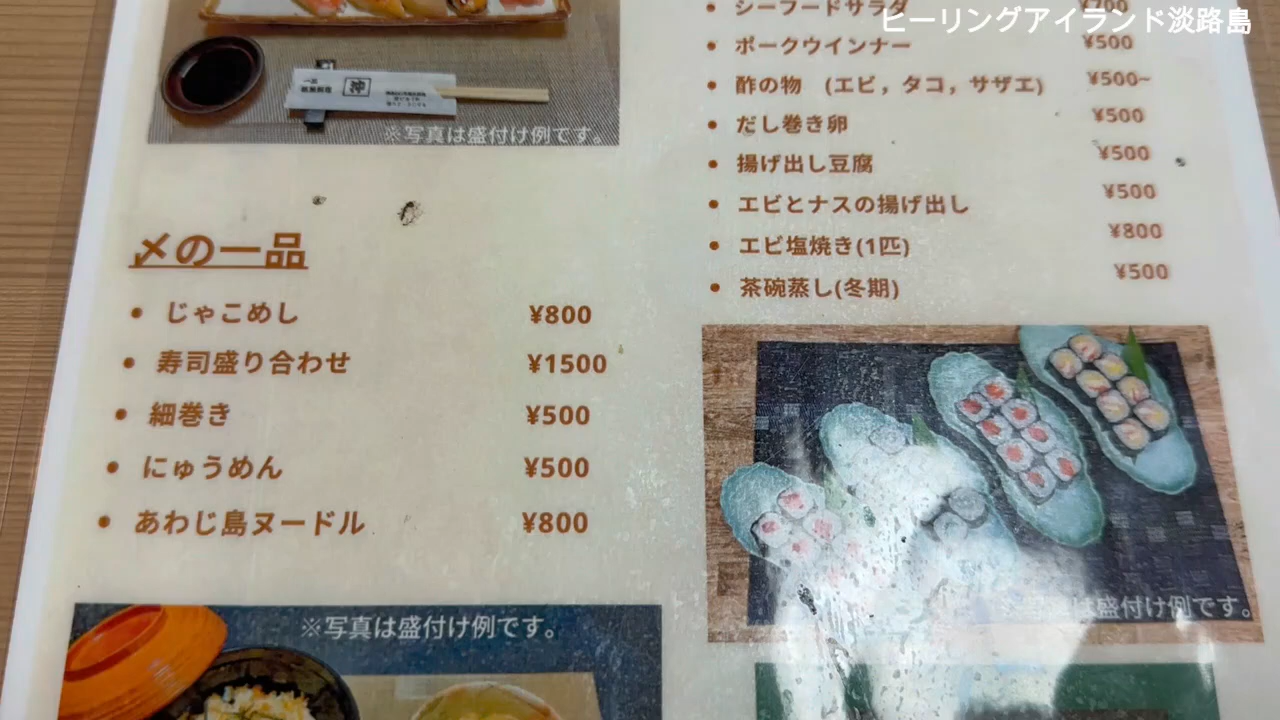 ヒーリングアイランド淡路島
※写真は盛付け例です。
〆の一品
• じゃこめし ¥800
• 寿司盛り合わせ ¥1500
• 細巻き ¥500
• にゅうめん ¥500
• あわじ島ヌードル ¥800
※写真は盛付け例です。
シーフードサラダ ¥700
• ポークウインナー ¥500
• 酢の物 (エビ,タコ,サザエ) ¥500~
• だし巻き卵 ¥500
• 揚げ出し豆腐 ¥500
• エビとナスの揚げ出し ¥500
• エビ塩焼き(1匹) ¥800
• 茶碗蒸し(冬期) ¥500
※写真は盛付け例です。